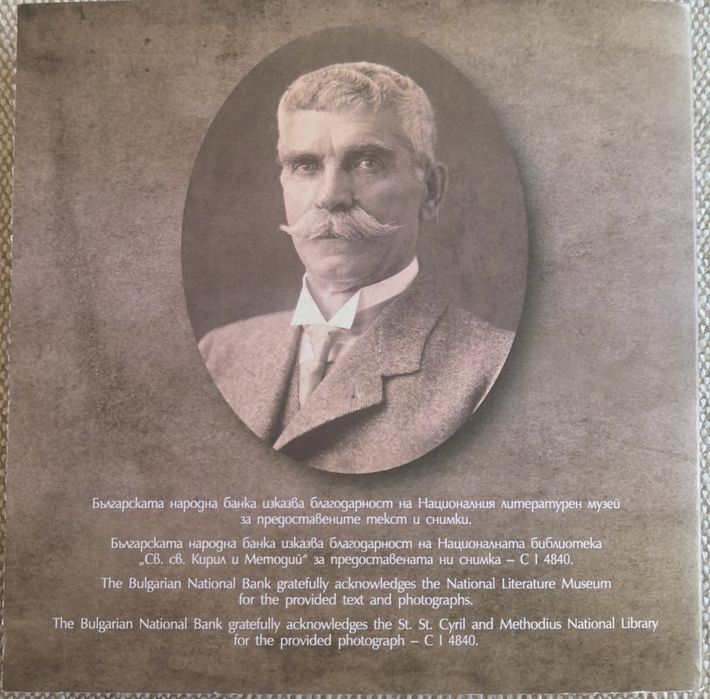 Българската народна банка изказва благодарност на Националния литературен музей
за предоставените текст и снимки.
Българската народна банка изказва благодарност на Националната библиотека
„Св. св. Кирил и Методий“ за предоставената ни снимка – С I 4840.
The Bulgarian National Bank gratefully acknowledges the National Literature Museum
for the provided text and photographs.
The Bulgarian National Bank gratefully acknowledges the St. St. Cyril and Methodius National Library
for the provided photograph – C I 4840.